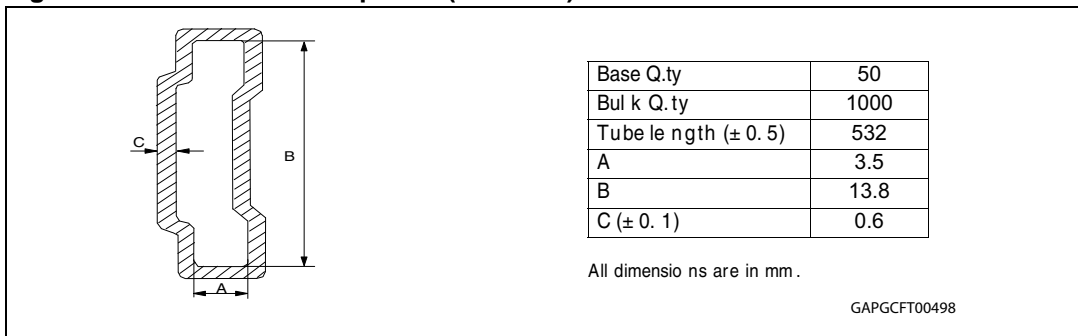 C
B
A
Base Q.ty 50
Bul k Q. ty 1000
Tube le ngth (± 0. 5) 532
A 3.5
B 13.8
C (± 0. 1) 0.6
All dimensio ns are in mm .
GAPGCFT00498